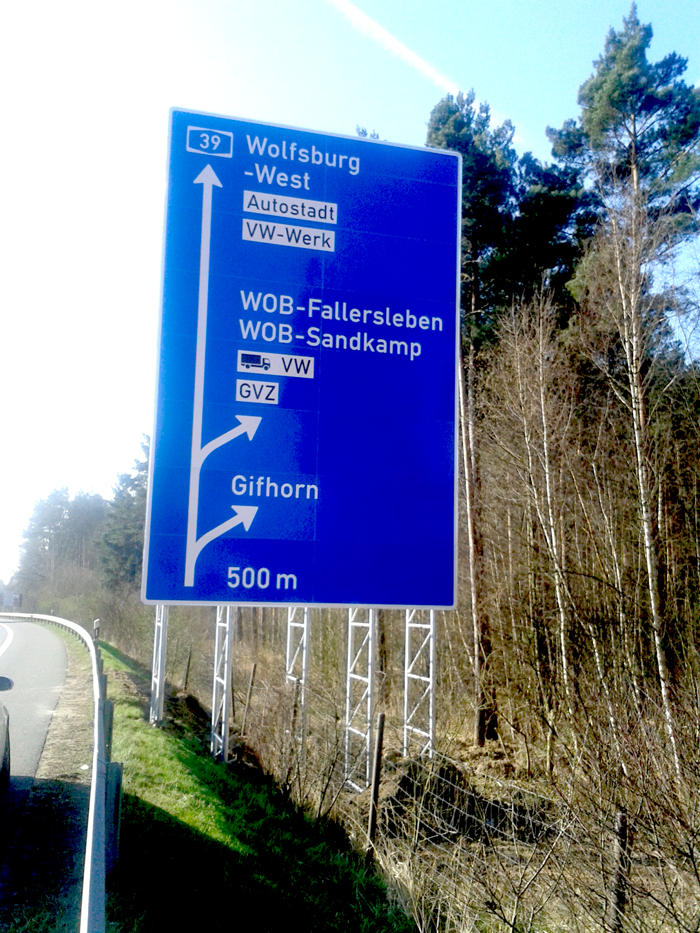 39
Wolfsburg
-West
Autostadt
VW-Werk
WOB-Fallersleben
WOB-Sandkamp
VW
GVZ
Gifhorn
500 m